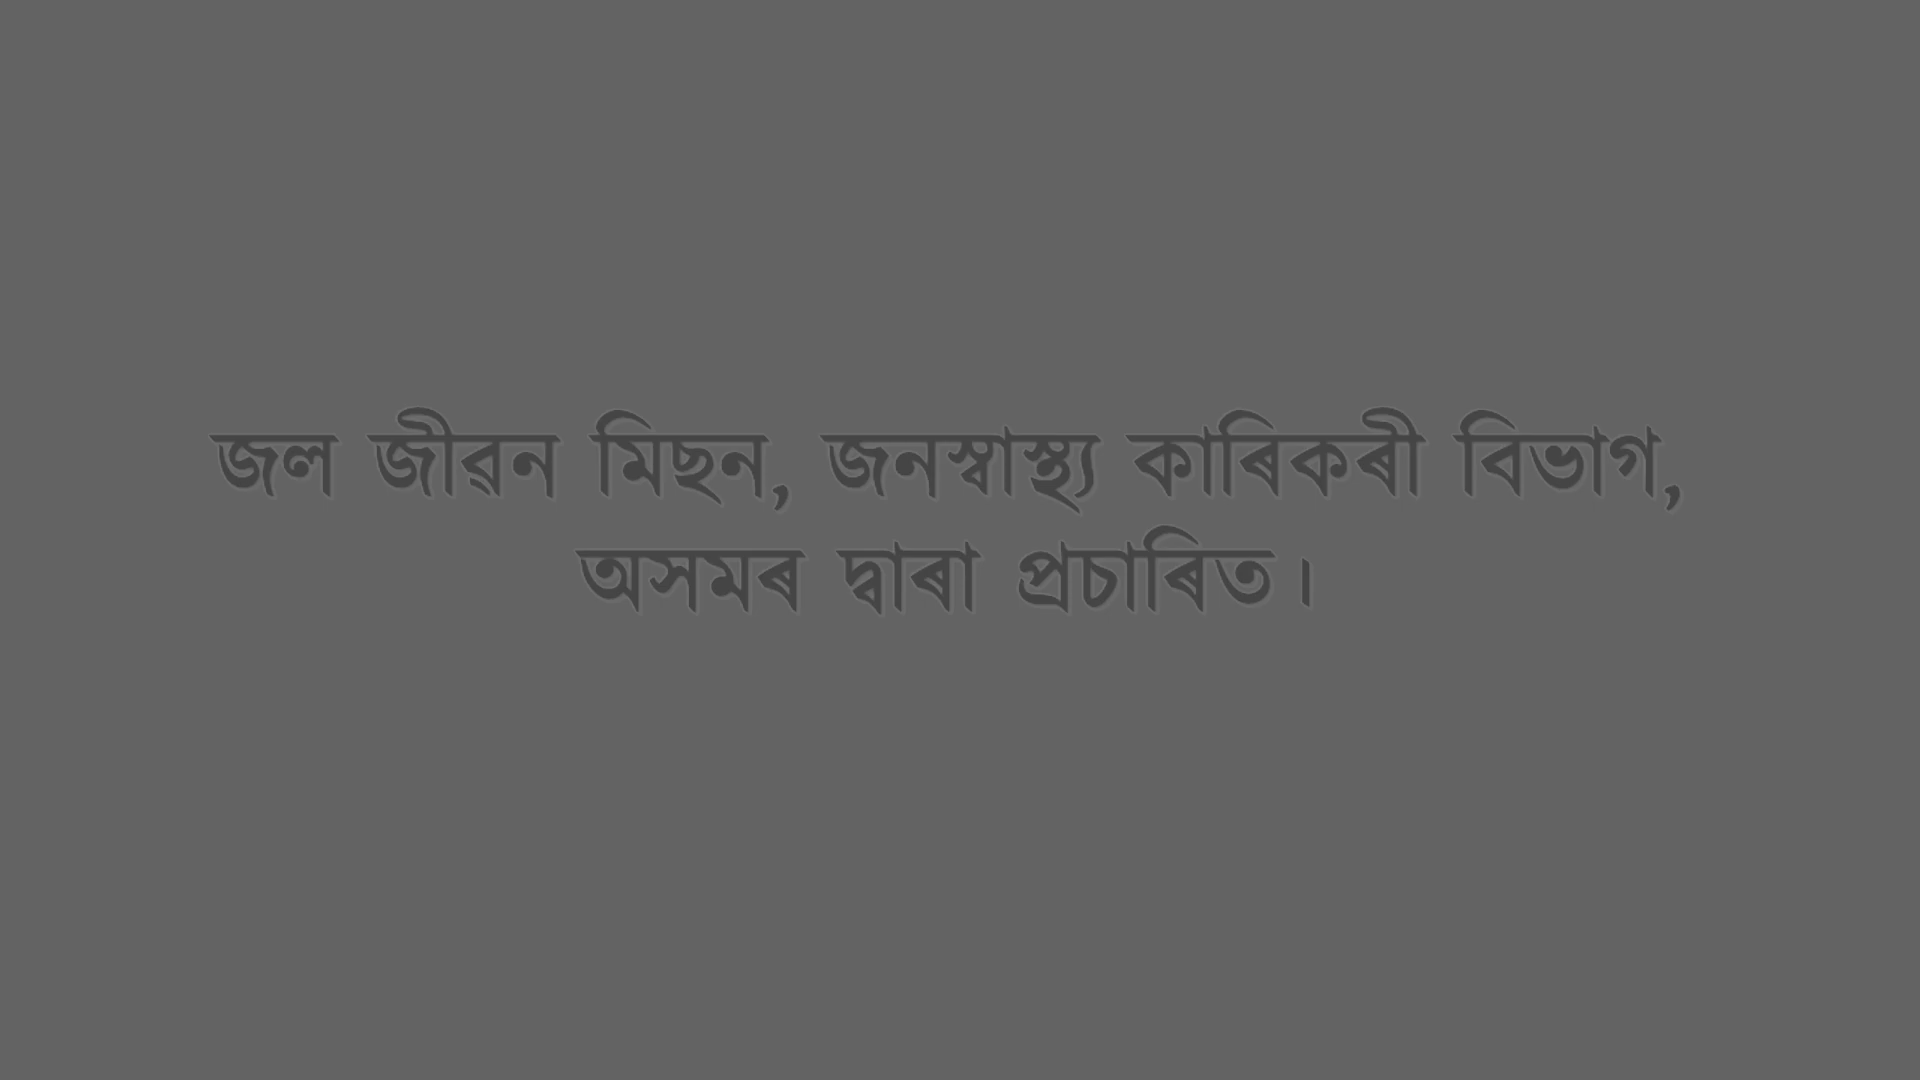 জল জীৱন মিছন, জনস্বাস্থ্য কাৰিকৰী বিভাগ,
অসমৰ দ্বাৰা প্ৰচাৰিত।